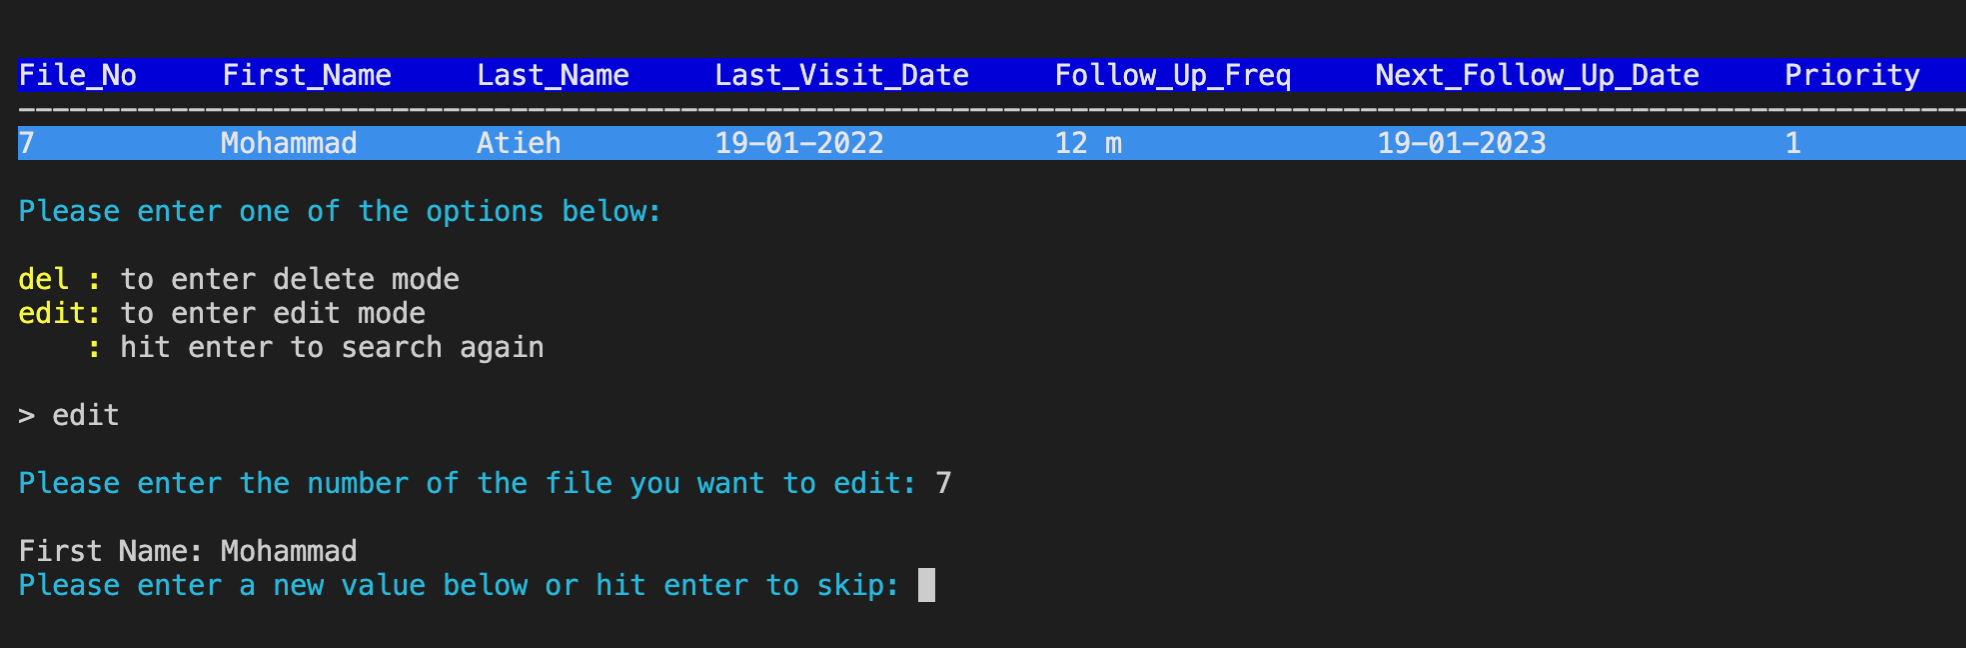 File_No First_Name Last_Name Last_Visit_Date Follow_Up_Freq Next_Follow_Up_Date Priority
7 Mohammad Atieh 19-01-2022 12 m 19-01-2023 1
Please enter one of the options below:
del : to enter delete mode
edit: to enter edit mode
: hit enter to search again
> edit
Please enter the number of the file you want to edit: 7
First Name: Mohammad
Please enter a new value below or hit enter to skip: